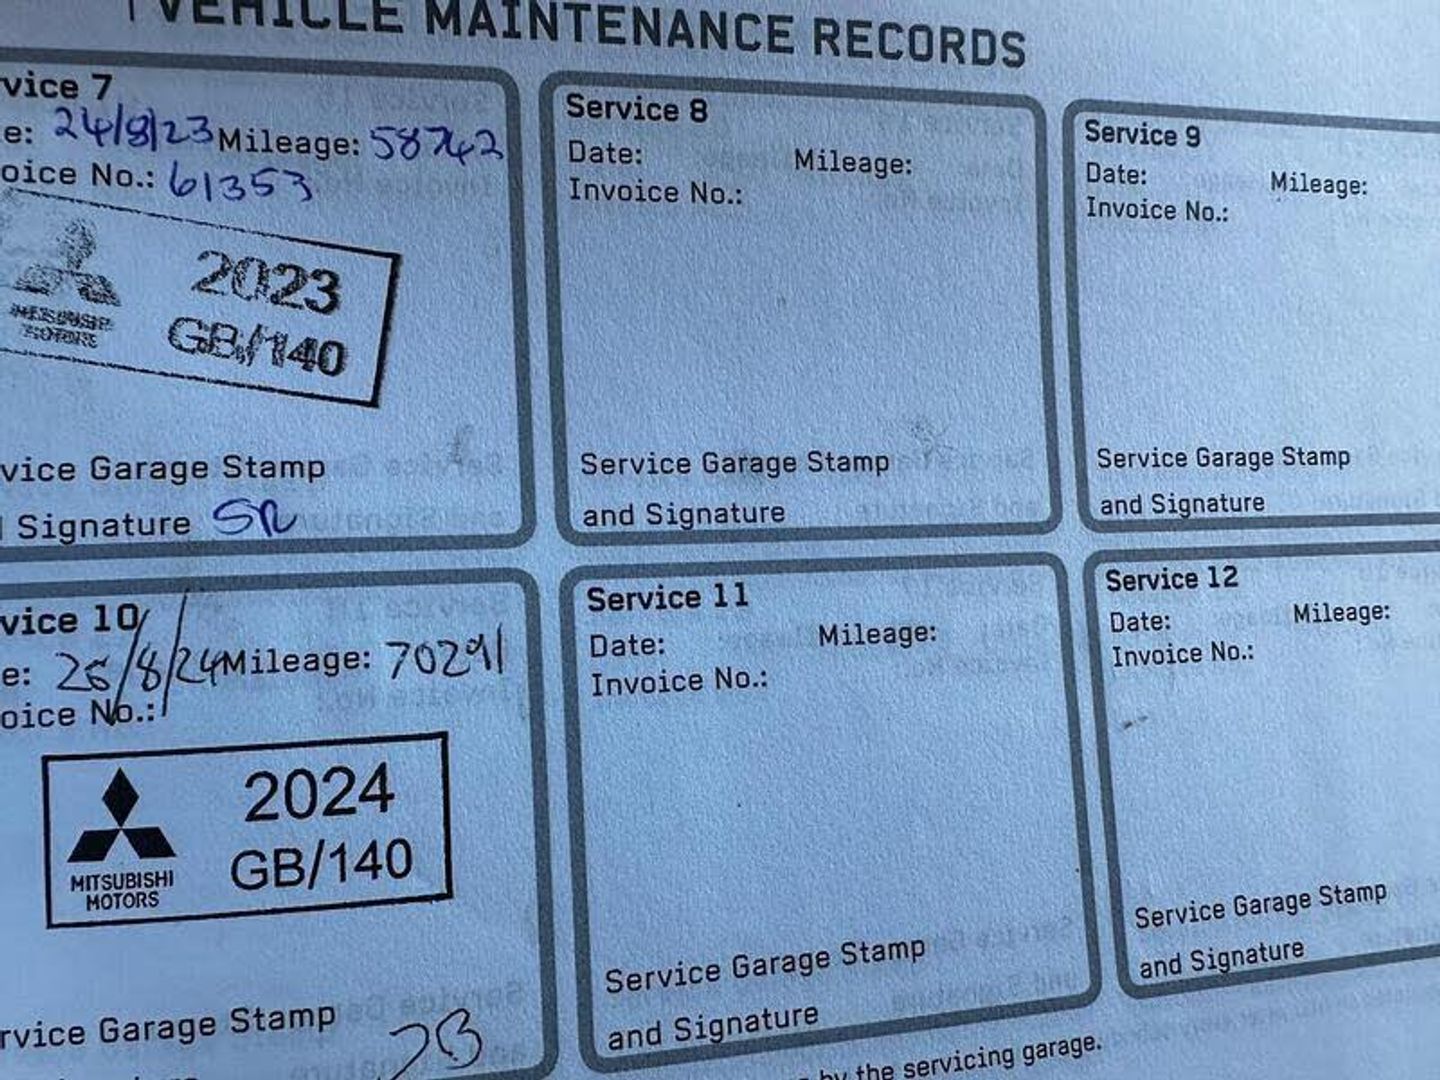 VEHICLE MAINTENANCE RECORDS
vice 7
e: 24/8/23 Mileage: 58742
oice No.: 61353
MITSUBISHI
MOTORS
2023
GB/140
vice Garage Stamp
d Signature SR
Service 8
Date: Mileage:
Invoice No.:
Service Garage Stamp
and Signature
Service 9
Date: Mileage:
Invoice No.:
Service Garage Stamp
and Signature
vice 10
e: 26/8/24 Mileage: 70291
oice No.:
MITSUBISHI
MOTORS
2024
GB/140
rvice Garage Stamp
Service 11
Date: Mileage:
Invoice No.:
Service Garage Stamp
and Signature
Service 12
Date: Mileage:
Invoice No.:
Service Garage Stamp
and Signature
by the servicing garage.